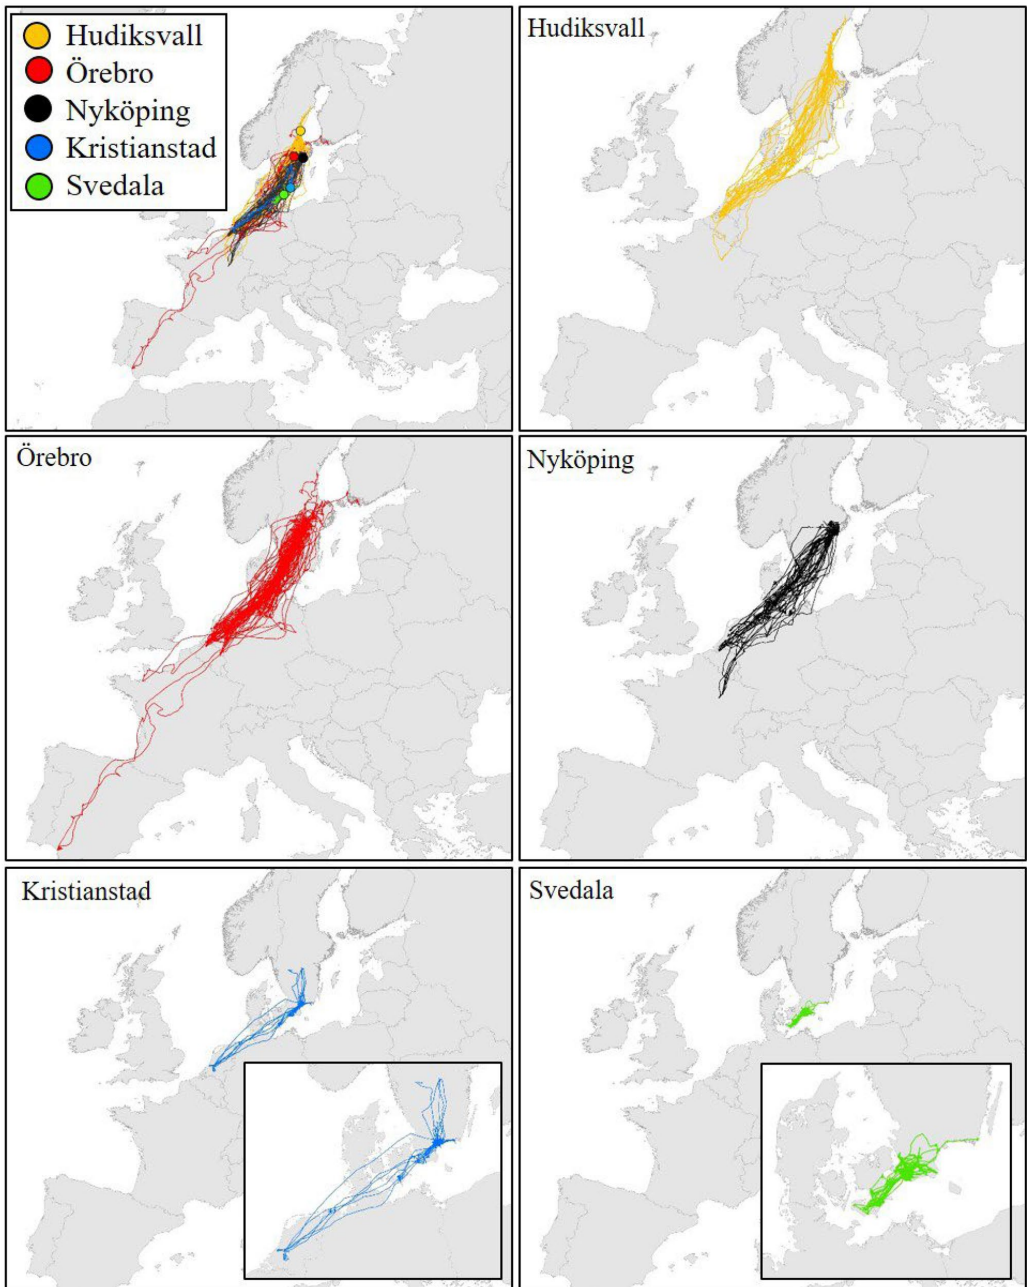 Hudiksvall
Örebro
Nyköping
Kristianstad
Svedala
Hudiksvall
Örebro
Nyköping
Kristianstad
Svedala